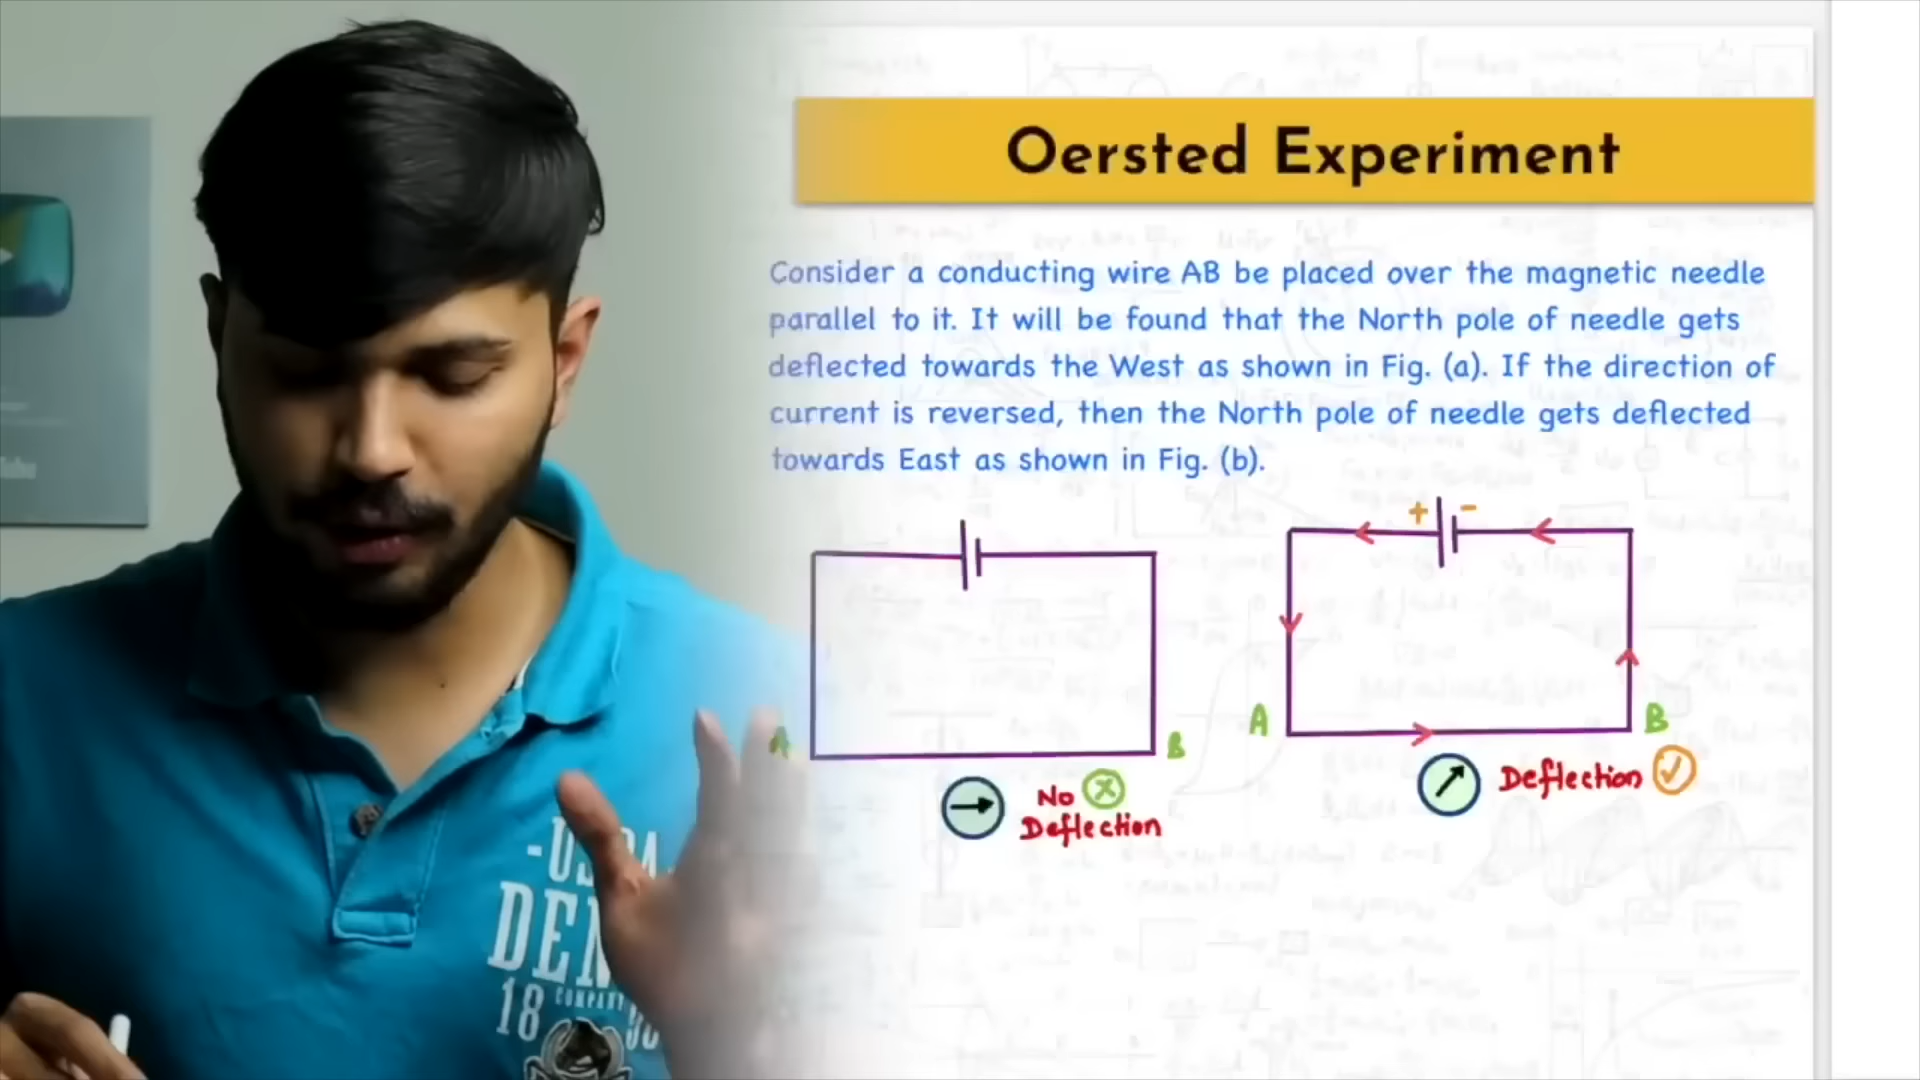 Oersted Experiment
Consider a conducting wire AB be placed over the magnetic needle
parallel to it. It will be found that the North pole of needle gets
deflected towards the West as shown in Fig. (a). If the direction of
current is reversed, then the North pole of needle gets deflected
towards East as shown in Fig. (b).
+ -
A B
No
Deflection
A B
Deflection
DEN
18 COMPANY